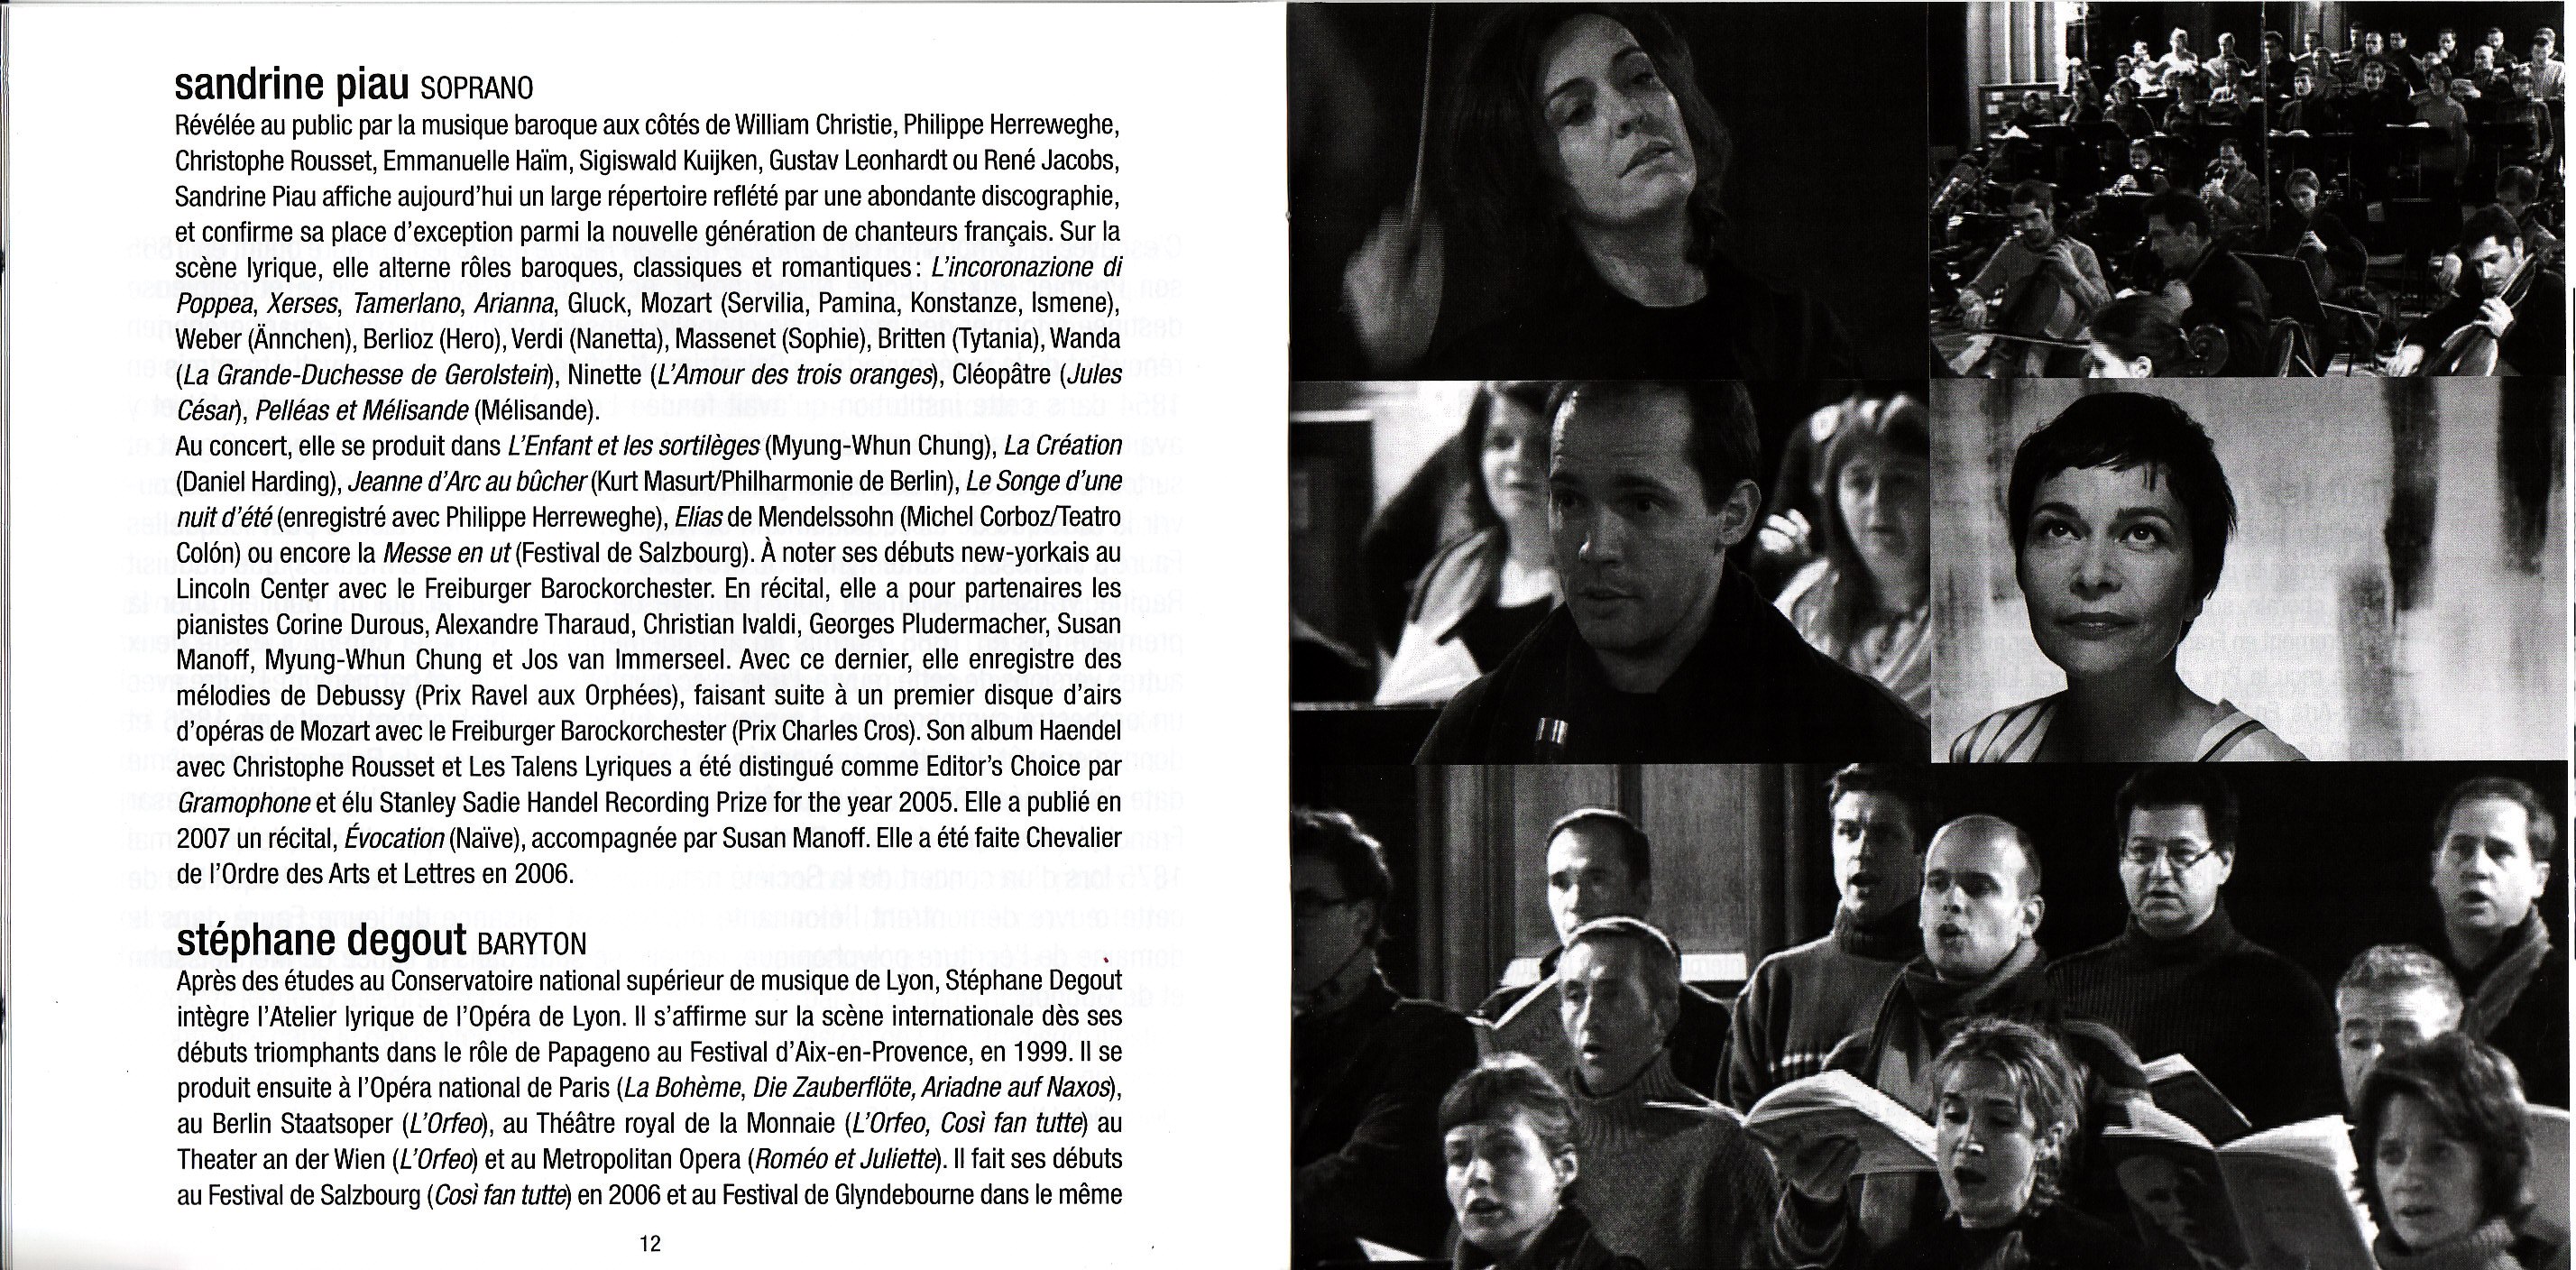 sandrine piau SOPRANO
Révélée au public par la musique baroque aux côtés de William Christie, Philippe Herreweghe,
Christophe Rousset, Emmanuelle Haïm, Sigiswald Kuijken, Gustav Leonhardt ou René Jacobs,
Sandrine Piau affiche aujourd'hui un large répertoire reflété par une abondante discographie,
et confirme sa place d'exception parmi la nouvelle génération de chanteurs français. Sur la
scène lyrique, elle alterne rôles baroques, classiques et romantiques : L'incoronazione di
Poppea, Xerses, Tamerlano, Arianna, Gluck, Mozart (Servilia, Pamina, Konstanze, Ismene),
Weber (Ännchen), Berlioz (Hero), Verdi (Nanetta), Massenet (Sophie), Britten (Tytania), Wanda
(La Grande-Duchesse de Gerolstein), Ninette (L'Amour des trois oranges), Cléopâtre (Jules
César), Pelléas et Mélisande (Mélisande).
Au concert, elle se produit dans L'Enfant et les sortilèges (Myung-Whun Chung), La Création
(Daniel Harding), Jeanne d'Arc au bûcher (Kurt Masurt/Philharmonie de Berlin), Le Songe d'une
nuit d'été (enregistré avec Philippe Herreweghe), Elias de Mendelssohn (Michel Corboz/Teatro
Colón) ou encore la Messe en ut (Festival de Salzbourg). À noter ses débuts new-yorkais au
Lincoln Center avec le Freiburger Barockorchester. En récital, elle a pour partenaires les
pianistes Corine Durous, Alexandre Tharaud, Christian Ivaldi, Georges Pludermacher, Susan
Manoff, Myung-Whun Chung et Jos van Immerseel. Avec ce dernier, elle enregistre des
mélodies de Debussy (Prix Ravel aux Orphées), faisant suite à un premier disque d'airs
d'opéras de Mozart avec le Freiburger Barockorchester (Prix Charles Cros). Son album Haendel
avec Christophe Rousset et Les Talens Lyriques a été distingué comme Editor's Choice par
Gramophone et élu Stanley Sadie Handel Recording Prize for the year 2005. Elle a publié en
2007 un récital, Évocation (Naïve), accompagnée par Susan Manoff. Elle a été faite Chevalier
de l'Ordre des Arts et Lettres en 2006.
stéphane degout BARYTON
Après des études au Conservatoire national supérieur de musique de Lyon, Stéphane Degout
intègre l'Atelier lyrique de l'Opéra de Lyon. Il s'affirme sur la scène internationale dès ses
débuts triomphants dans le rôle de Papageno au Festival d'Aix-en-Provence, en 1999. Il se
produit ensuite à l'Opéra national de Paris (La Bohème, Die Zauberflöte, Ariadne auf Naxos),
au Berlin Staatsoper (L'Orfeo), au Théâtre royal de la Monnaie (L'Orfeo, Così fan tutte) au
Theater an der Wien (L'Orfeo) et au Metropolitan Opera (Roméo et Juliette). Il fait ses débuts
au Festival de Salzbourg (Così fan tutte) en 2006 et au Festival de Glyndebourne dans le même
12